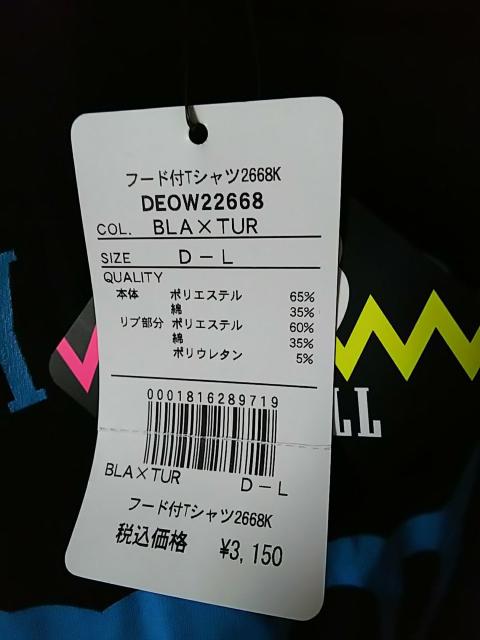 フード付Tシャツ2668K
DEOW22668
COL. BLA×TUR
SIZE D-L
QUALITY
本体 ポリエステル 65%
綿 35%
リブ部分 ポリエステル 60%
綿 35%
ポリウレタン 5%
0001816289719
BLA×TUR D-L
フード付Tシャツ2668K
税込価格 ¥3,150
LL